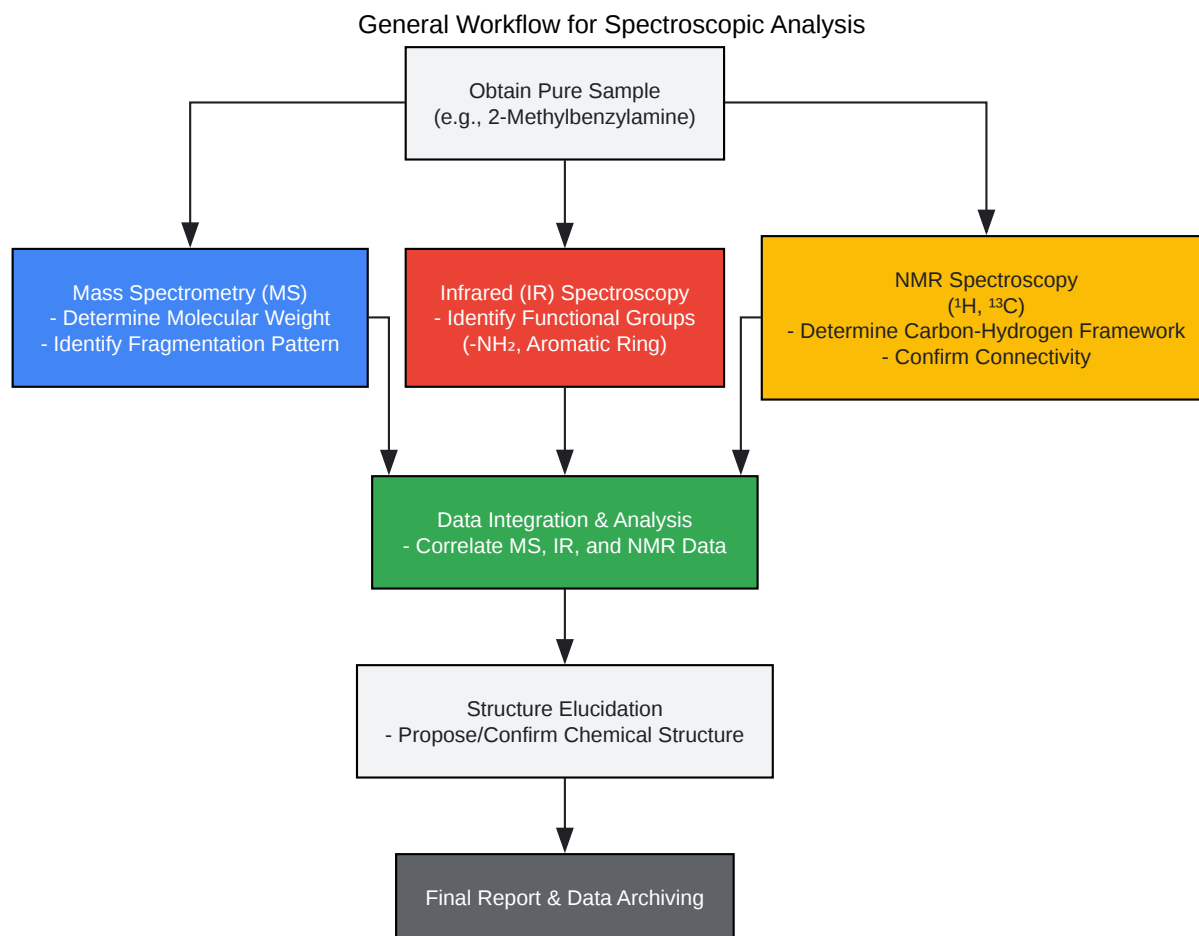 General Workflow for Spectroscopic Analysis
Obtain Pure Sample
(e.g., 2-Methylbenzylamine)
Mass Spectrometry (MS)
- Determine Molecular Weight
- Identify Fragmentation Pattern
Infrared (IR) Spectroscopy
- Identify Functional Groups
(-NH₂, Aromatic Ring)
NMR Spectroscopy
(¹H, ¹³C)
- Determine Carbon-Hydrogen Framework
- Confirm Connectivity
Data Integration & Analysis
- Correlate MS, IR, and NMR Data
Structure Elucidation
- Propose/Confirm Chemical Structure
Final Report & Data Archiving